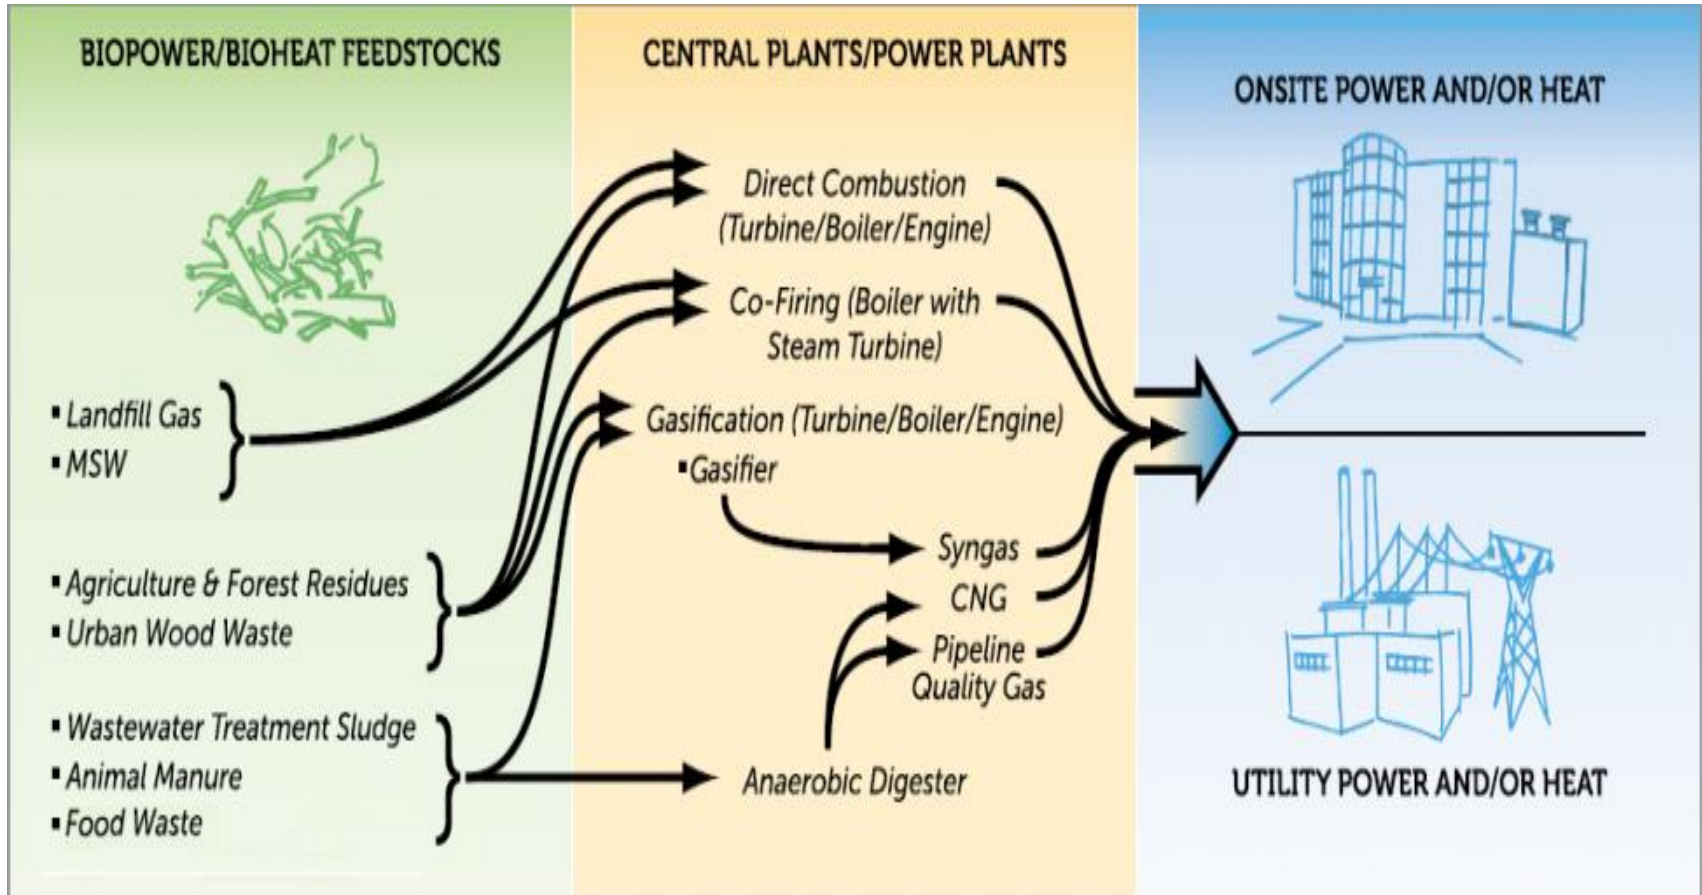 BIOPOWER/BIOHEAT FEEDSTOCKS
▪ Landfill Gas
▪ MSW
▪ Agriculture & Forest Residues
▪ Urban Wood Waste
▪ Wastewater Treatment Sludge
▪ Animal Manure
▪ Food Waste
CENTRAL PLANTS/POWER PLANTS
Direct Combustion
(Turbine/Boiler/Engine)
Co-Firing (Boiler with
Steam Turbine)
Gasification (Turbine/Boiler/Engine)
▪ Gasifier
Syngas
CNG
Pipeline
Quality Gas
Anaerobic Digester
ONSITE POWER AND/OR HEAT
UTILITY POWER AND/OR HEAT